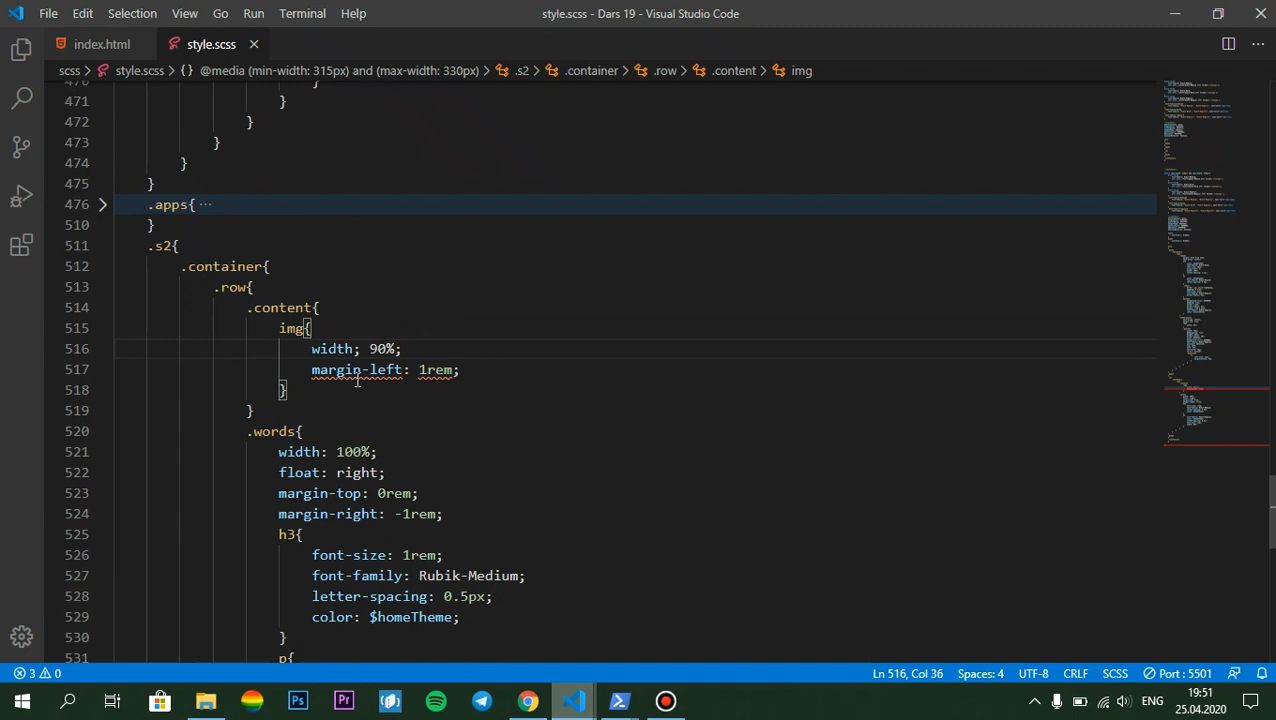 File Edit Selection View Go Run Terminal Help style.scss - Dars 19 - Visual Studio Code
index.html style.scss
scss > style.scss > {} @media (min-width: 315px) and (max-width: 330px) > .s2 > .container > .row > .content > img
470 }
471 }
472 }
473 }
474 }
475 }
476 .apps{ ···
510 }
511 .s2{
512 .container{
513 .row{
514 .content{
515 img{
516 width; 90%;
517 margin-left: 1rem;
518 }
519 }
520 .words{
521 width: 100%;
522 float: right;
523 margin-top: 0rem;
524 margin-right: -1rem;
525 h3{
526 font-size: 1rem;
527 font-family: Rubik-Medium;
528 letter-spacing: 0.5px;
529 color: $homeTheme;
530 }
531 p{
3 0 Ln 516, Col 36 Spaces: 4 UTF-8 CRLF SCSS Port : 5501
Ps Pr ENG 19:51
25.04.2020